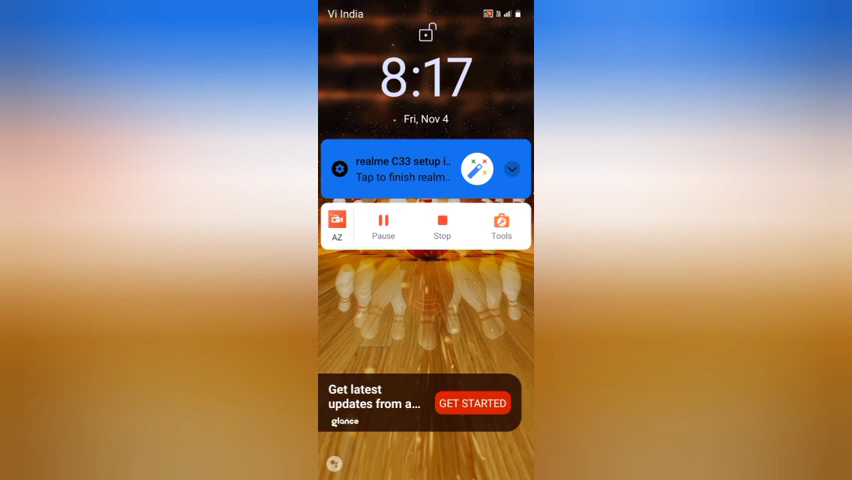 Vi India
8:17
Fri, Nov 4
realme C33 setup i..
Tap to finish realm..
AZ
Pause
Stop
Tools
Get latest
updates from a...
GET STARTED
glance